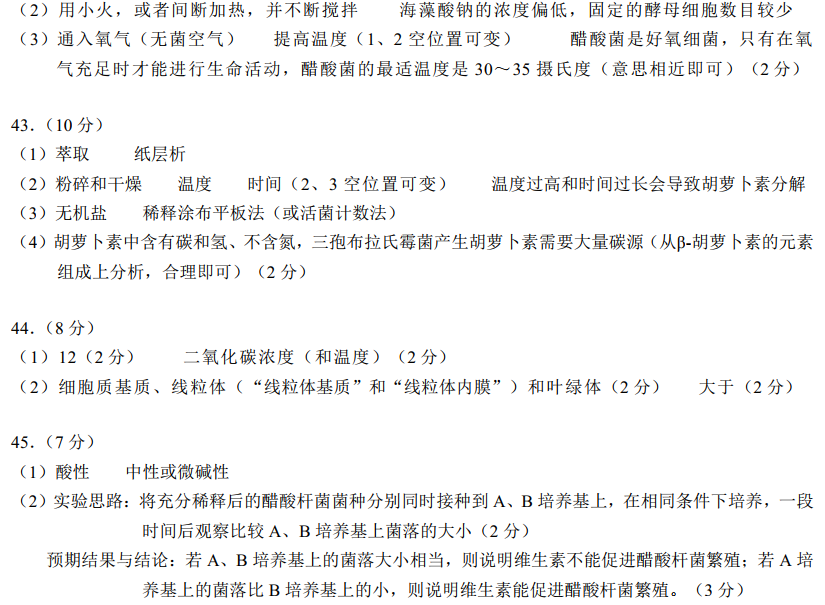 （2）用小火，或者间断加热，并不断搅拌　　海藻酸钠的浓度偏低，固定的酵母细胞数目较少
（3）通入氧气（无菌空气）　　提高温度（1、2 空位置可变）　　　醋酸菌是好氧细菌，只有在氧
气充足时才能进行生命活动，醋酸菌的最适温度是 30～35 摄氏度（意思相近即可）（2 分）
43．（10 分）
（1）萃取　　纸层析
（2）粉碎和干燥　　温度　　时间（2、3 空位置可变）　　温度过高和时间过长会导致胡萝卜素分解
（3）无机盐　　稀释涂布平板法（或活菌计数法）
（4）胡萝卜素中含有碳和氢、不含氮，三孢布拉氏霉菌产生胡萝卜素需要大量碳源（从β-胡萝卜素的元素
组成上分析，合理即可）（2 分）
44．（8 分）
（1）12（2 分）　　二氧化碳浓度（和温度）（2 分）
（2）细胞质基质、线粒体（“线粒体基质”和“线粒体内膜”）和叶绿体（2 分）　　大于（2 分）
45．（7 分）
（1）酸性　　中性或微碱性
（2）实验思路：将充分稀释后的醋酸杆菌菌种分别同时接种到 A、B 培养基上，在相同条件下培养，一段
时间后观察比较 A、B 培养基上菌落的大小（2 分）
预期结果与结论：若 A、B 培养基上的菌落大小相当，则说明维生素不能促进醋酸杆菌繁殖；若 A 培
养基上的菌落比 B 培养基上的小，则说明维生素能促进醋酸杆菌繁殖。（3 分）